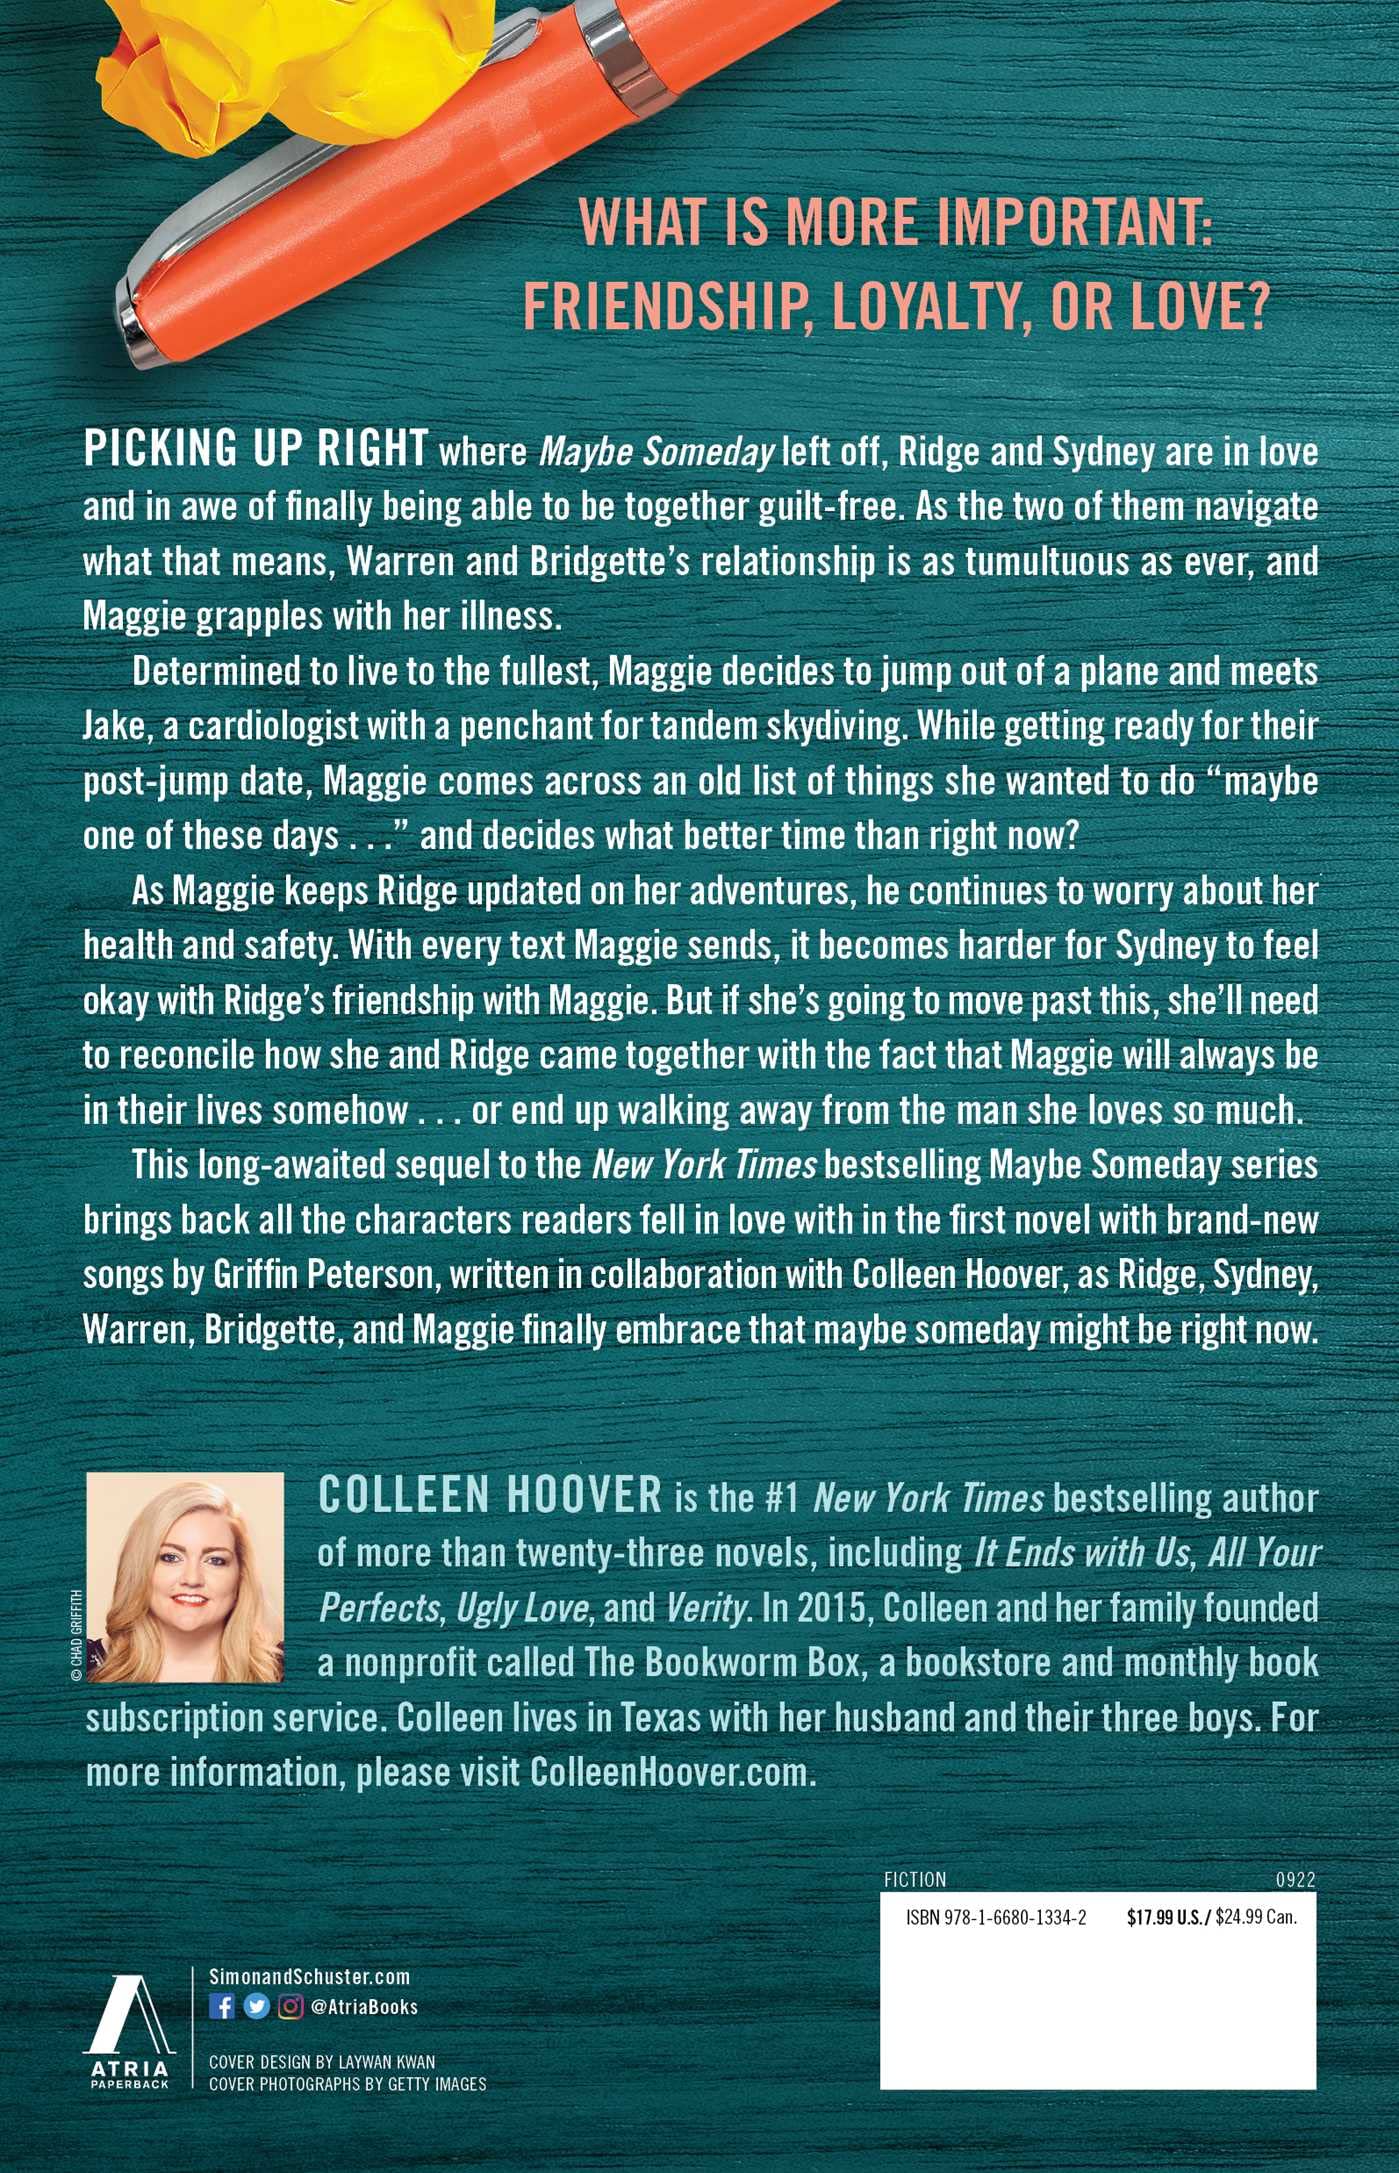 WHAT IS MORE IMPORTANT:
FRIENDSHIP, LOYALTY, OR LOVE?
PICKING UP RIGHT where Maybe Someday left off, Ridge and Sydney are in love
and in awe of finally being able to be together guilt-free. As the two of them navigate
what that means, Warren and Bridgette’s relationship is as tumultuous as ever, and
Maggie grapples with her illness.
Determined to live to the fullest, Maggie decides to jump out of a plane and meets
Jake, a cardiologist with a penchant for tandem skydiving. While getting ready for their
post-jump date, Maggie comes across an old list of things she wanted to do “maybe
one of these days . . .” and decides what better time than right now?
As Maggie keeps Ridge updated on her adventures, he continues to worry about her
health and safety. With every text Maggie sends, it becomes harder for Sydney to feel
okay with Ridge’s friendship with Maggie. But if she’s going to move past this, she’ll need
to reconcile how she and Ridge came together with the fact that Maggie will always be
in their lives somehow . . . or end up walking away from the man she loves so much.
This long-awaited sequel to the New York Times bestselling Maybe Someday series
brings back all the characters readers fell in love with in the first novel with brand-new
songs by Griffin Peterson, written in collaboration with Colleen Hoover, as Ridge, Sydney,
Warren, Bridgette, and Maggie finally embrace that maybe someday might be right now.
© CHAD GRIFFITH
COLLEEN HOOVER is the #1 New York Times bestselling author
of more than twenty-three novels, including It Ends with Us, All Your
Perfects, Ugly Love, and Verity. In 2015, Colleen and her family founded
a nonprofit called The Bookworm Box, a bookstore and monthly book
subscription service. Colleen lives in Texas with her husband and their three boys. For
more information, please visit ColleenHoover.com.
FICTION 0922
ISBN 978-1-6680-1334-2 $17.99 U.S./ $24.99 Can.
ATRIA
PAPERBACK
SimonandSchuster.com
@AtriaBooks
COVER DESIGN BY LAYWAN KWAN
COVER PHOTOGRAPHS BY GETTY IMAGES